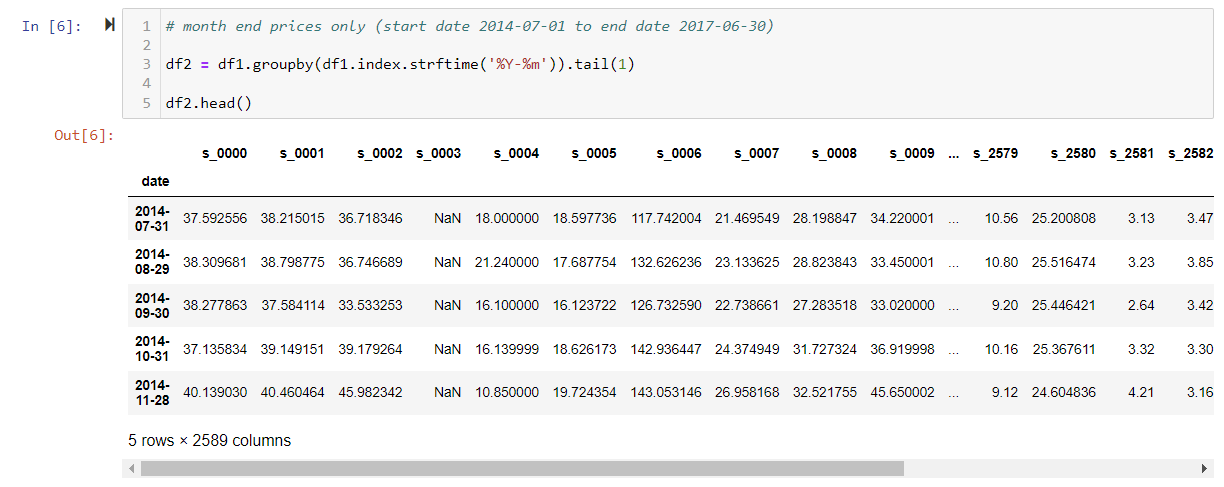 In [6]:
1 # month end prices only (start date 2014-07-01 to end date 2017-06-30)
2
3 df2 = df1.groupby(df1.index.strftime('%Y-%m')).tail(1)
4
5 df2.head()
Out[6]:
s_0000 s_0001 s_0002 s_0003 s_0004 s_0005 s_0006 s_0007 s_0008 s_0009 ... s_2579 s_2580 s_2581 s_2582
date
2014-
07-31 37.592556 38.215015 36.718346 NaN 18.000000 18.597736 117.742004 21.469549 28.198847 34.220001 ... 10.56 25.200808 3.13 3.47
2014-
08-29 38.309681 38.798775 36.746689 NaN 21.240000 17.687754 132.626236 23.133625 28.823843 33.450001 ... 10.80 25.516474 3.23 3.85
2014-
09-30 38.277863 37.584114 33.533253 NaN 16.100000 16.123722 126.732590 22.738661 27.283518 33.020000 ... 9.20 25.446421 2.64 3.42
2014-
10-31 37.135834 39.149151 39.179264 NaN 16.139999 18.626173 142.936447 24.374949 31.727324 36.919998 ... 10.16 25.367611 3.32 3.30
2014-
11-28 40.139030 40.460464 45.982342 NaN 10.850000 19.724354 143.053146 26.958168 32.521755 45.650002 ... 9.12 24.604836 4.21 3.16
5 rows × 2589 columns